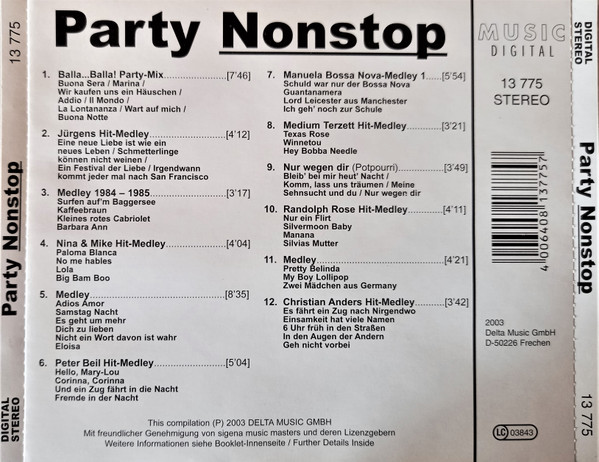 Party Nonstop
1. Balla...Balla! Party-Mix....................[7'46]
Buona Sera / Marina /
Wir kaufen uns ein Häuschen /
Addio / Il Mondo /
La Lontananza / Wart auf mich /
Buona Notte
2. Jürgens Hit-Medley........................[4'12]
Eine neue Liebe ist wie ein
neues Leben / Schmetterlinge
können nicht weinen /
Ein Festival der Liebe / Irgendwann
kommt jeder mal nach San Francisco
3. Medley 1984 – 1985.......................[3'17]
Surfen auf'm Baggersee
Kaffeebraun
Kleines rotes Cabriolet
Barbara Ann
4. Nina & Mike Hit-Medley..................[4'04]
Paloma Blanca
No me hables
Lola
Big Bam Boo
5. Medley..........................................[8'35]
Adios Amor
Samstag Nacht
Es geht um mehr
Dich zu lieben
Nicht ein Wort davon ist wahr
Eloisa
6. Peter Beil Hit-Medley.....................[5'04]
Hello, Mary-Lou
Corinna, Corinna
Und ein Zug fährt in die Nacht
Fremde in der Nacht
7. Manuela Bossa Nova-Medley 1.....[5'54]
Schuld war nur der Bossa Nova
Guantanamera
Lord Leicester aus Manchester
Ich geh' noch zur Schule
8. Medium Terzett Hit-Medley............[3'21]
Texas Rose
Winnetou
Hey Bobba Needle
9. Nur wegen dir (Potpourri)...............[3'49]
Bleib' bei mir heut' Nacht /
Komm, lass uns träumen / Meine
Sehnsucht und du / Nur wegen dir
10. Randolph Rose Hit-Medley............[4'11]
Nur ein Flirt
Silvermoon Baby
Manana
Silvias Mutter
11. Medley..........................................[4'21]
Pretty Belinda
My Boy Lollipop
Zwei Mädchen aus Germany
12. Christian Anders Hit-Medley..........[3'42]
Es fährt ein Zug nach Nirgendwo
Einsamkeit hat viele Namen
6 Uhr früh in den Straßen
In den Augen der Andern
Geh nicht vorbei
This compilation (P) 2003 DELTA MUSIC GMBH
Mit freundlicher Genehmigung von sigena music masters und deren Lizenzgebern
Weitere Informationen siehe Booklet-Innenseite / Further Details Inside
MUSIC
DIGITAL
13 775
STEREO
4006408137757
2003
Delta Music GmbH
D-50226 Frechen
LC 03843
13 775
Party Nonstop
DIGITAL
STEREO
DIGITAL
STEREO
Party Nonstop
13 775